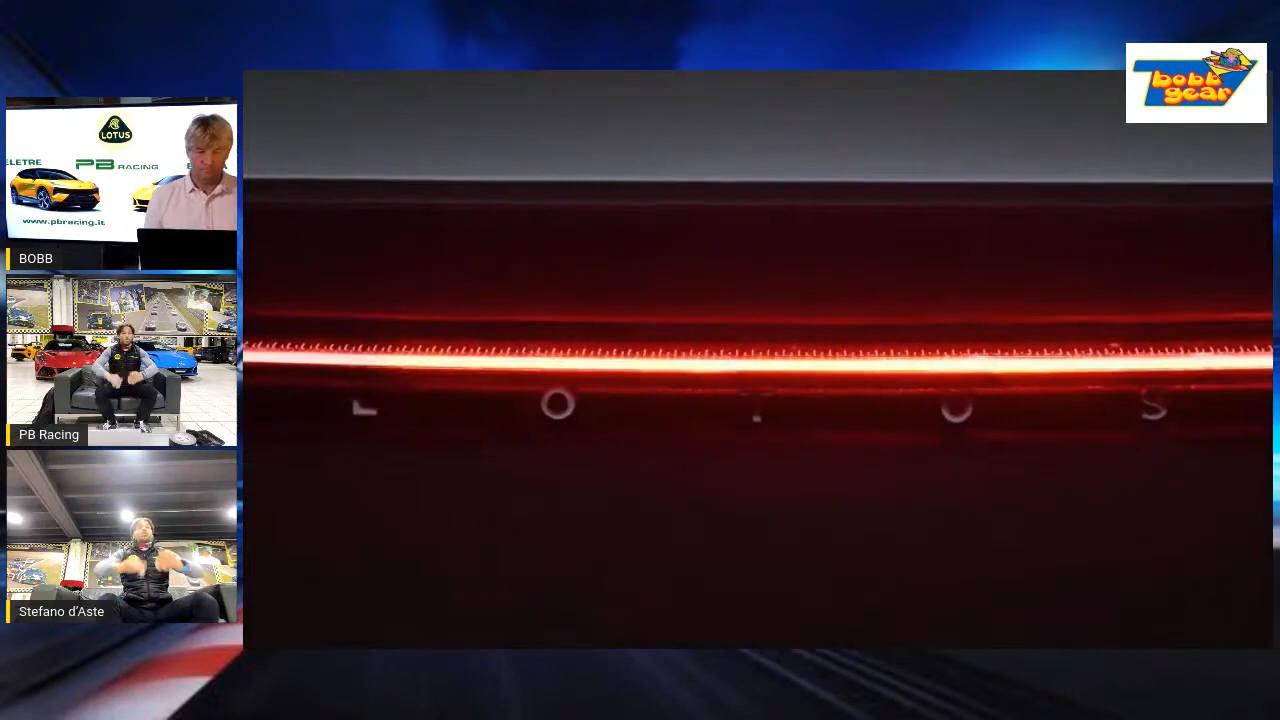 bobb
gear
LOTUS
ELETRE
PB RACING
www.pbracing.it
BOBB
L O T U S
PB Racing
Stefano d'Aste